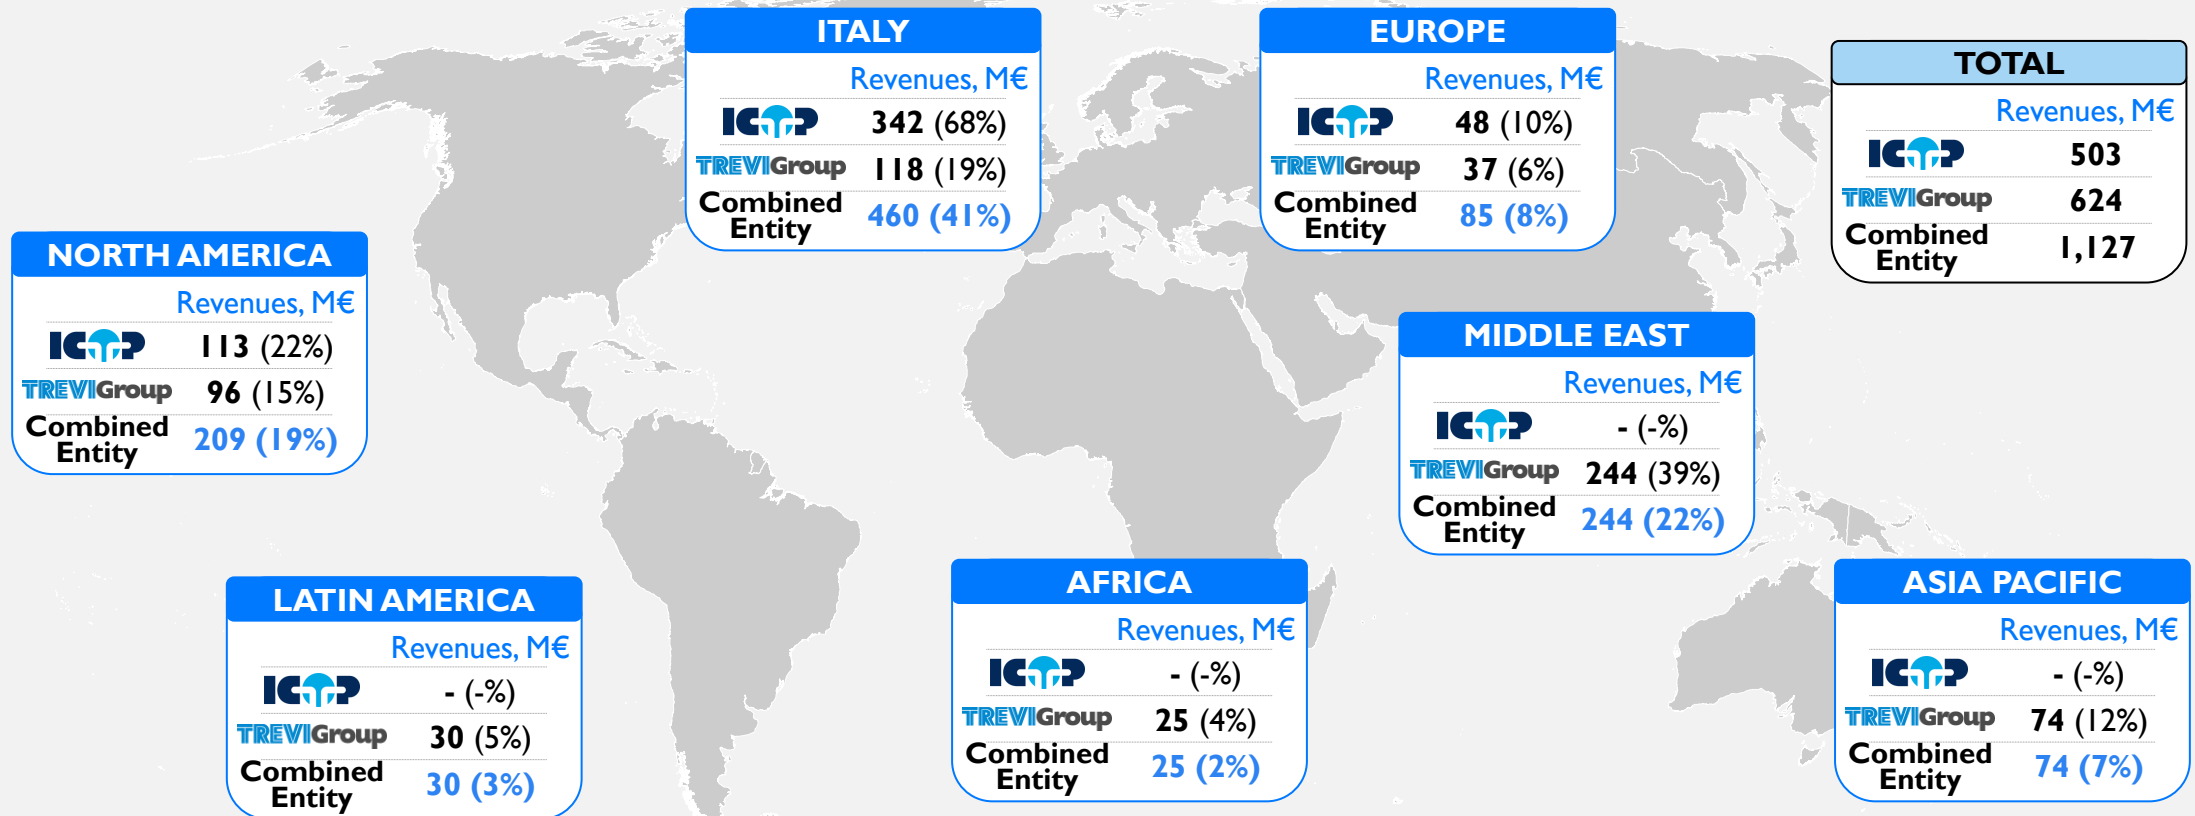 ITALY
Revenues, M€
ICOP 342 (68%)
TREVIGroup 118 (19%)
Combined Entity 460 (41%)
EUROPE
Revenues, M€
ICOP 48 (10%)
TREVIGroup 37 (6%)
Combined Entity 85 (8%)
TOTAL
Revenues, M€
ICOP 503
TREVIGroup 624
Combined Entity 1,127
NORTH AMERICA
Revenues, M€
ICOP 113 (22%)
TREVIGroup 96 (15%)
Combined Entity 209 (19%)
MIDDLE EAST
Revenues, M€
ICOP - (-%)
TREVIGroup 244 (39%)
Combined Entity 244 (22%)
LATIN AMERICA
Revenues, M€
ICOP - (-%)
TREVIGroup 30 (5%)
Combined Entity 30 (3%)
AFRICA
Revenues, M€
ICOP - (-%)
TREVIGroup 25 (4%)
Combined Entity 25 (2%)
ASIA PACIFIC
Revenues, M€
ICOP - (-%)
TREVIGroup 74 (12%)
Combined Entity 74 (7%)